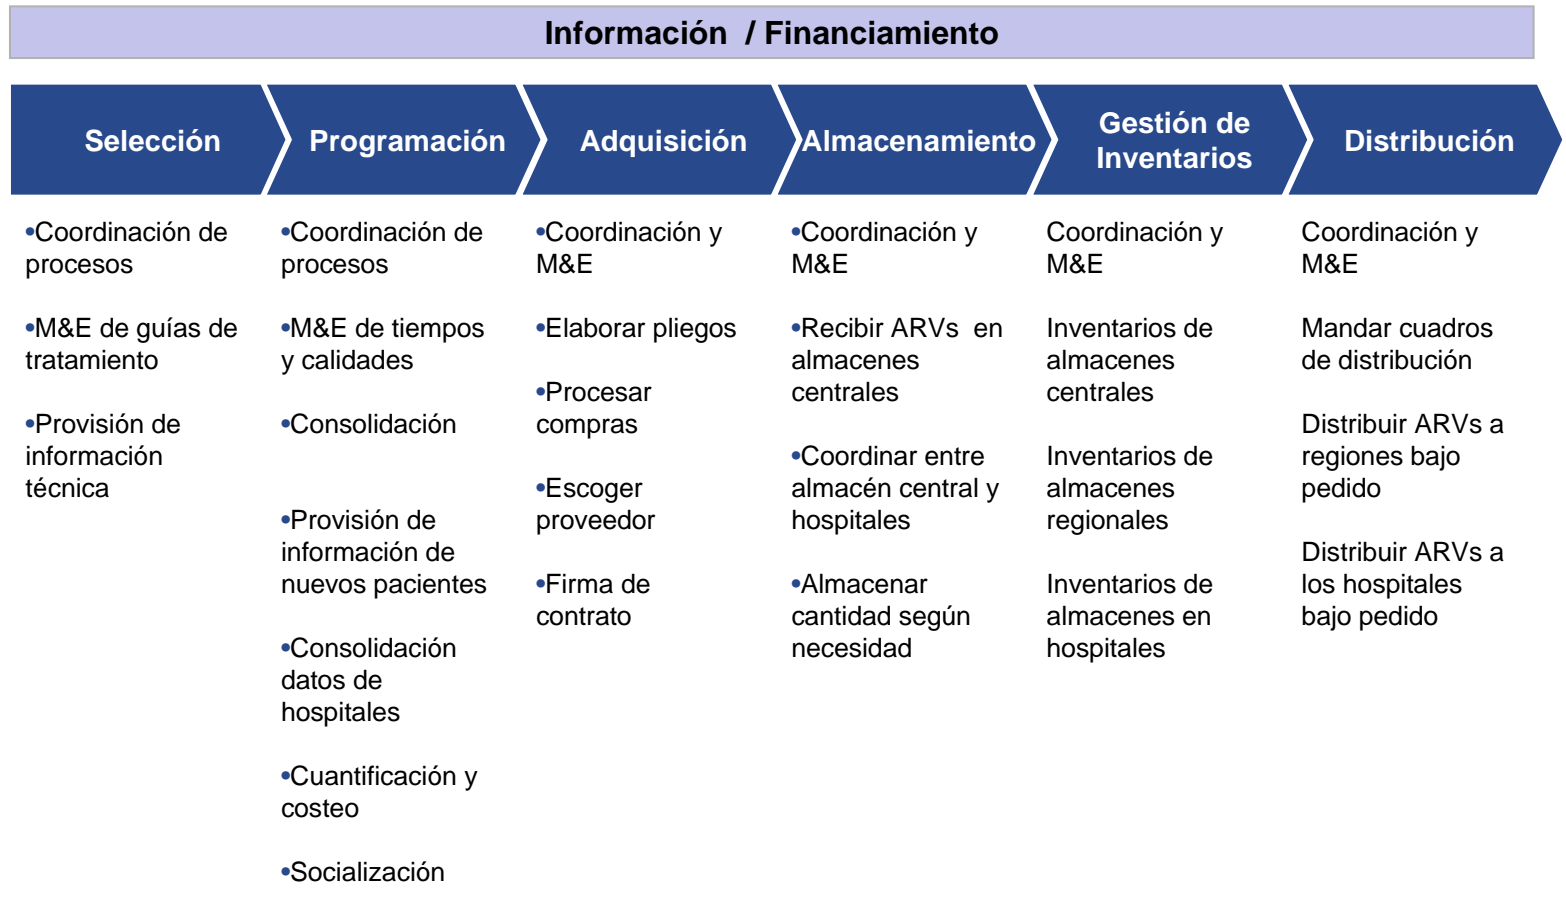 Información / Financiamiento
Selección
Programación
Adquisición
Almacenamiento
Gestión de
Inventarios
Distribución
•Coordinación de
procesos
•M&E de guías de
tratamiento
•Provisión de
información
técnica
•Coordinación de
procesos
•M&E de tiempos
y calidades
•Consolidación
•Provisión de
información de
nuevos pacientes
•Consolidación
datos de
hospitales
•Cuantificación y
costeo
•Socialización
•Coordinación y
M&E
•Elaborar pliegos
•Procesar
compras
•Escoger
proveedor
•Firma de
contrato
•Coordinación y
M&E
•Recibir ARVs en
almacenes
centrales
•Coordinar entre
almacén central y
hospitales
•Almacenar
cantidad según
necesidad
Coordinación y
M&E
Inventarios de
almacenes
centrales
Inventarios de
almacenes
regionales
Inventarios de
almacenes en
hospitales
Coordinación y
M&E
Mandar cuadros
de distribución
Distribuir ARVs a
regiones bajo
pedido
Distribuir ARVs a
los hospitales
bajo pedido